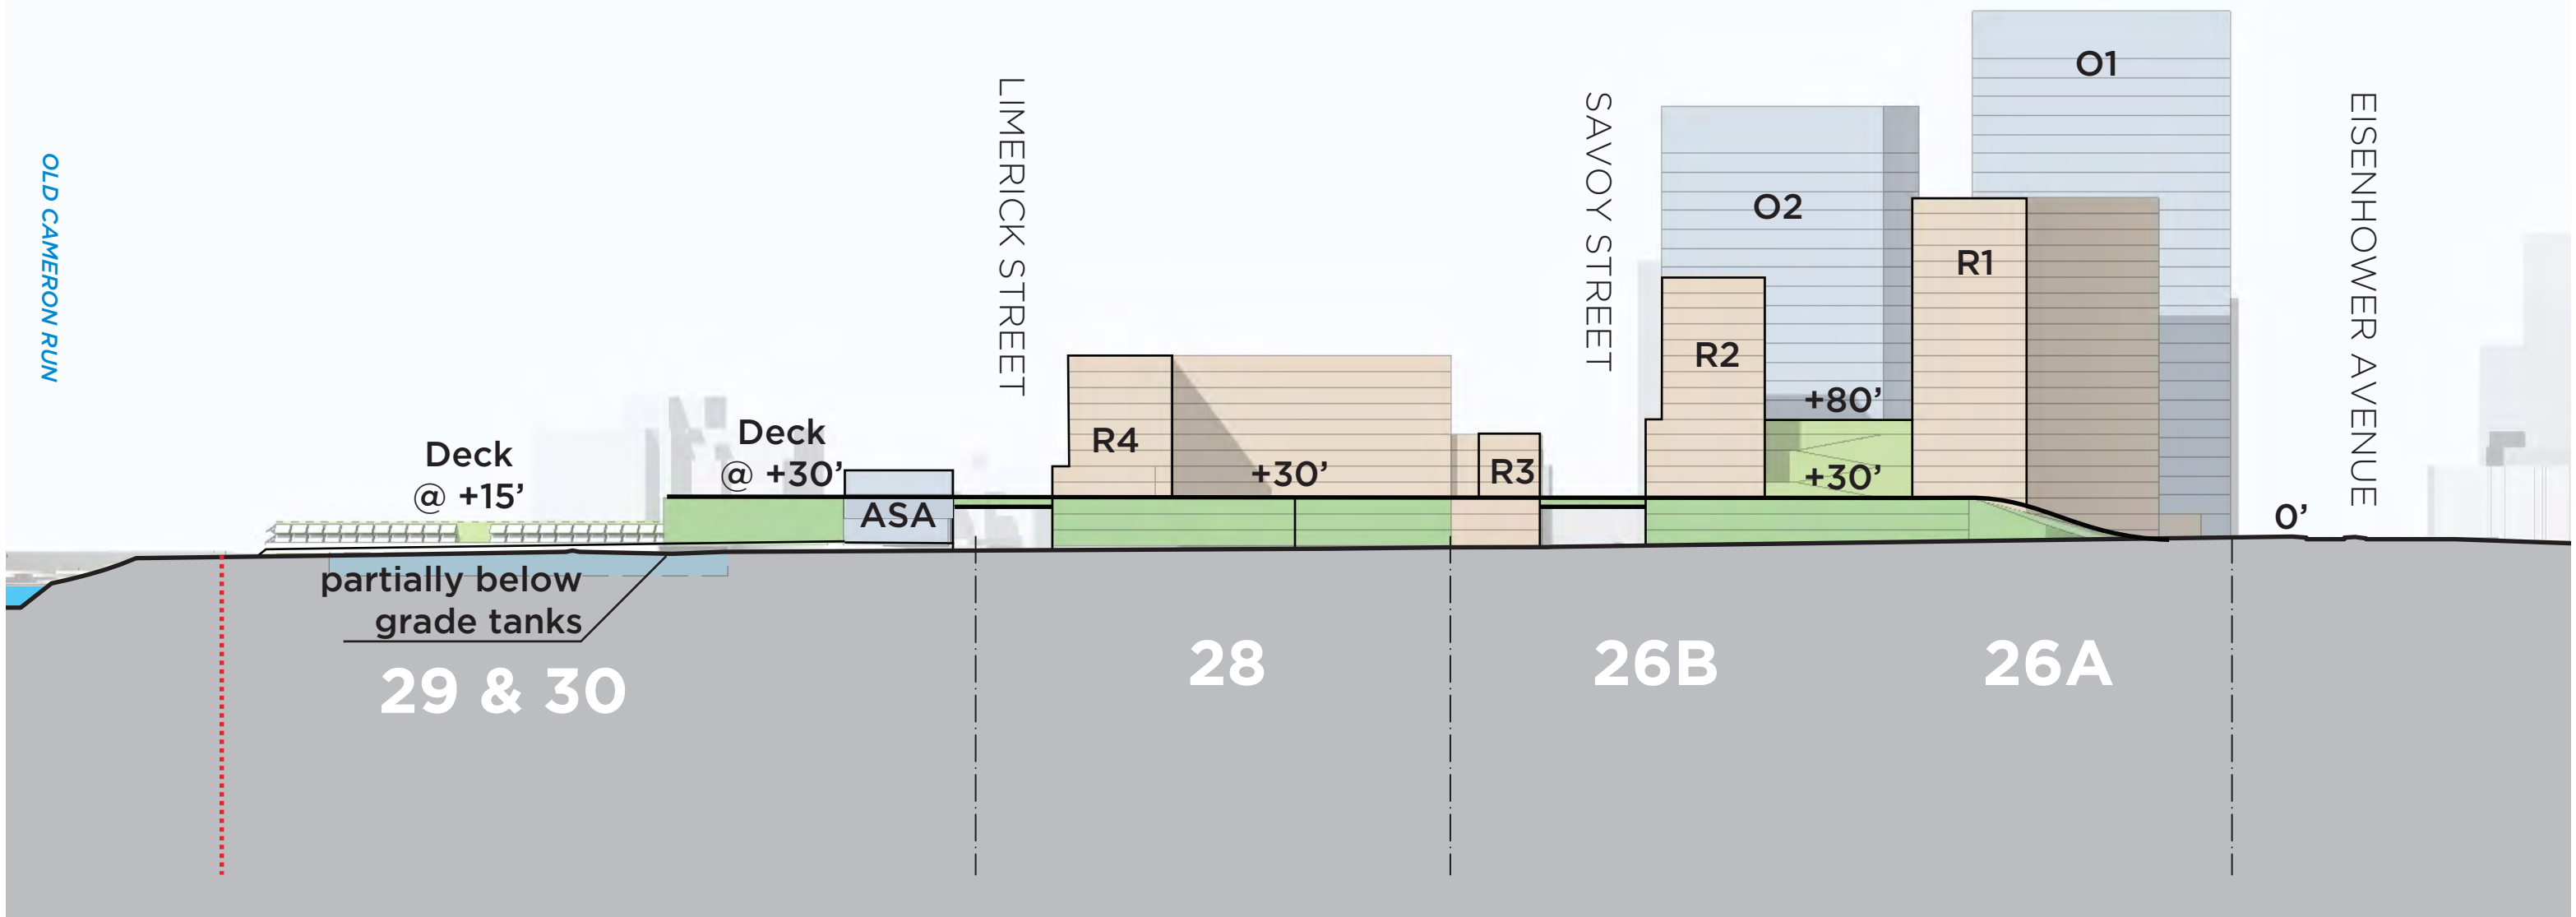 OLD CAMERON RUN
Deck
@ +15’
Deck
@ +30’
ASA
LIMERICK STREET
R4
+30’
R3
SAVOY STREET
R2
O2
+80’
+30’
R1
O1
EISENHOWER AVENUE
0’
partially below
grade tanks
29 & 30
28
26B
26A